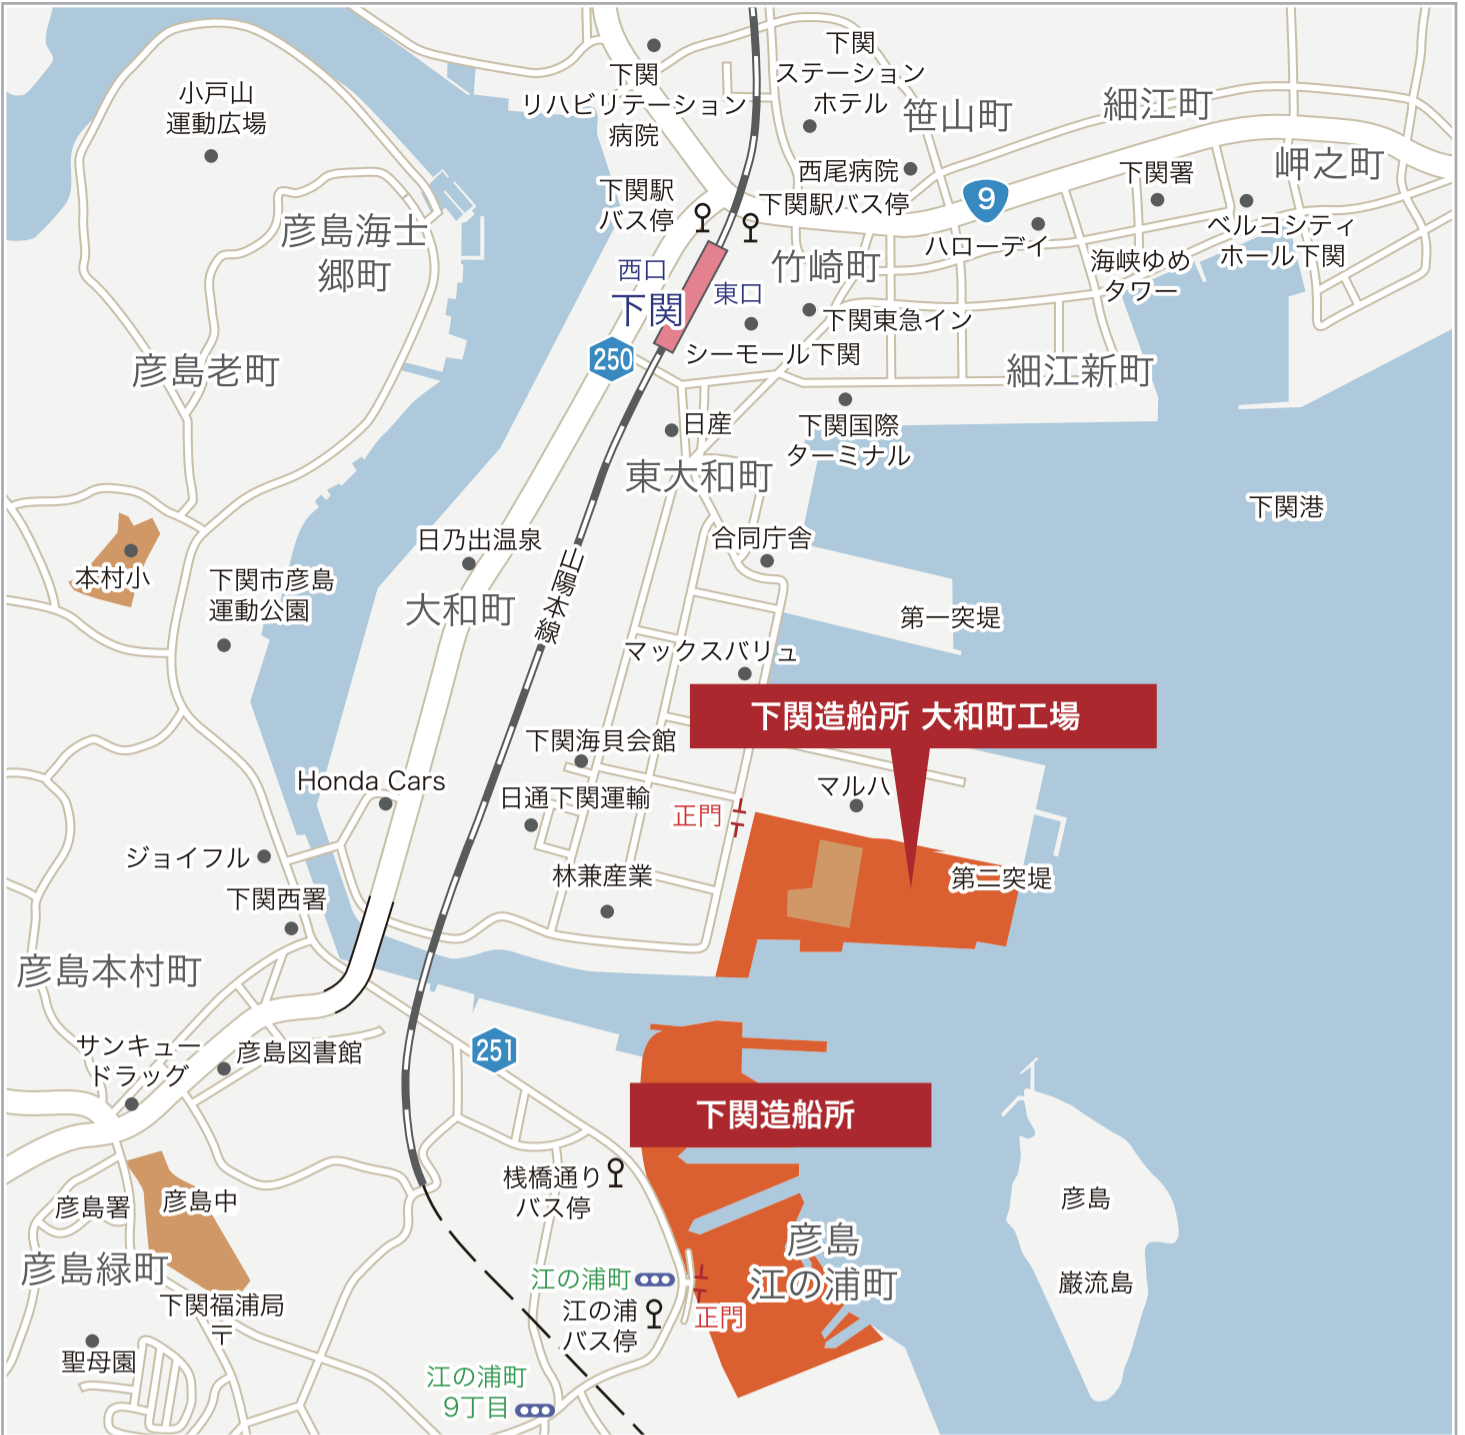 下関
リハビリテーション
病院
下関
ステーション
ホテル
笹山町
細江町
小戸山
運動広場
西尾病院
下関署
岬之町
下関駅
バス停
下関駅バス停
9
ベルコシティ
ホール下関
彦島海士
郷町
ハローデイ
海峡ゆめ
タワー
西口
下関
東口
竹崎町
下関東急イン
彦島老町
250
シーモール下関
細江新町
日産
下関国際
ターミナル
東大和町
下関港
日乃出温泉
山陽本線
合同庁舎
本村小
下関市彦島
運動公園
大和町
第一突堤
マックスバリュ
下関造船所 大和町工場
下関海貝会館
Honda Cars
日通下関運輸
正門
マルハ
ジョイフル
林兼産業
第二突堤
下関西署
彦島本村町
サンキュー
ドラッグ
彦島図書館
251
下関造船所
桟橋通り
バス停
彦島署
彦島中
彦島
彦島緑町
彦島
江の浦町
江の浦町
巌流島
下関福浦局
〒
江の浦
バス停
正門
聖母園
江の浦町
9丁目